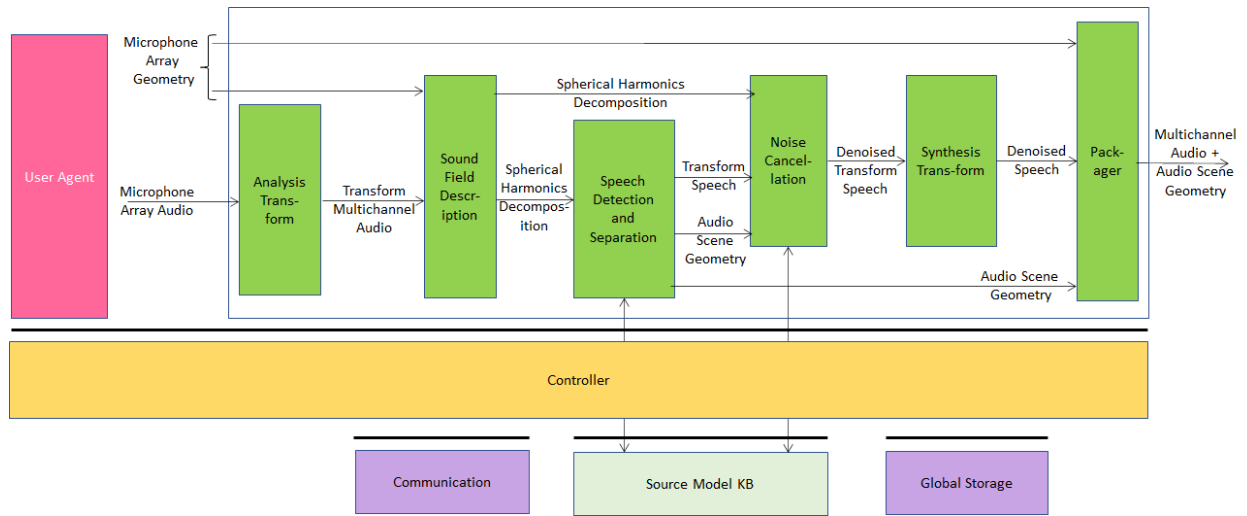 User Agent
Microphone
Array
Geometry
Microphone
Array Audio
Analysis
Trans-
form
Transform
Multichannel
Audio
Sound
Field
Descr-
iption
Spherical Harmonics
Decomposition
Spherical
Harmonics
Decompos-
ition
Speech
Detection
and
Separation
Transform
Speech
Audio
Scene
Geometry
Noise
Cancel-
lation
Denoised
Transform
Speech
Synthesis
Trans-form
Denoised
Speech
Audio Scene
Geometry
Pack-
ager
Multichannel
Audio +
Audio Scene
Geometry
Controller
Communication
Source Model KB
Global Storage